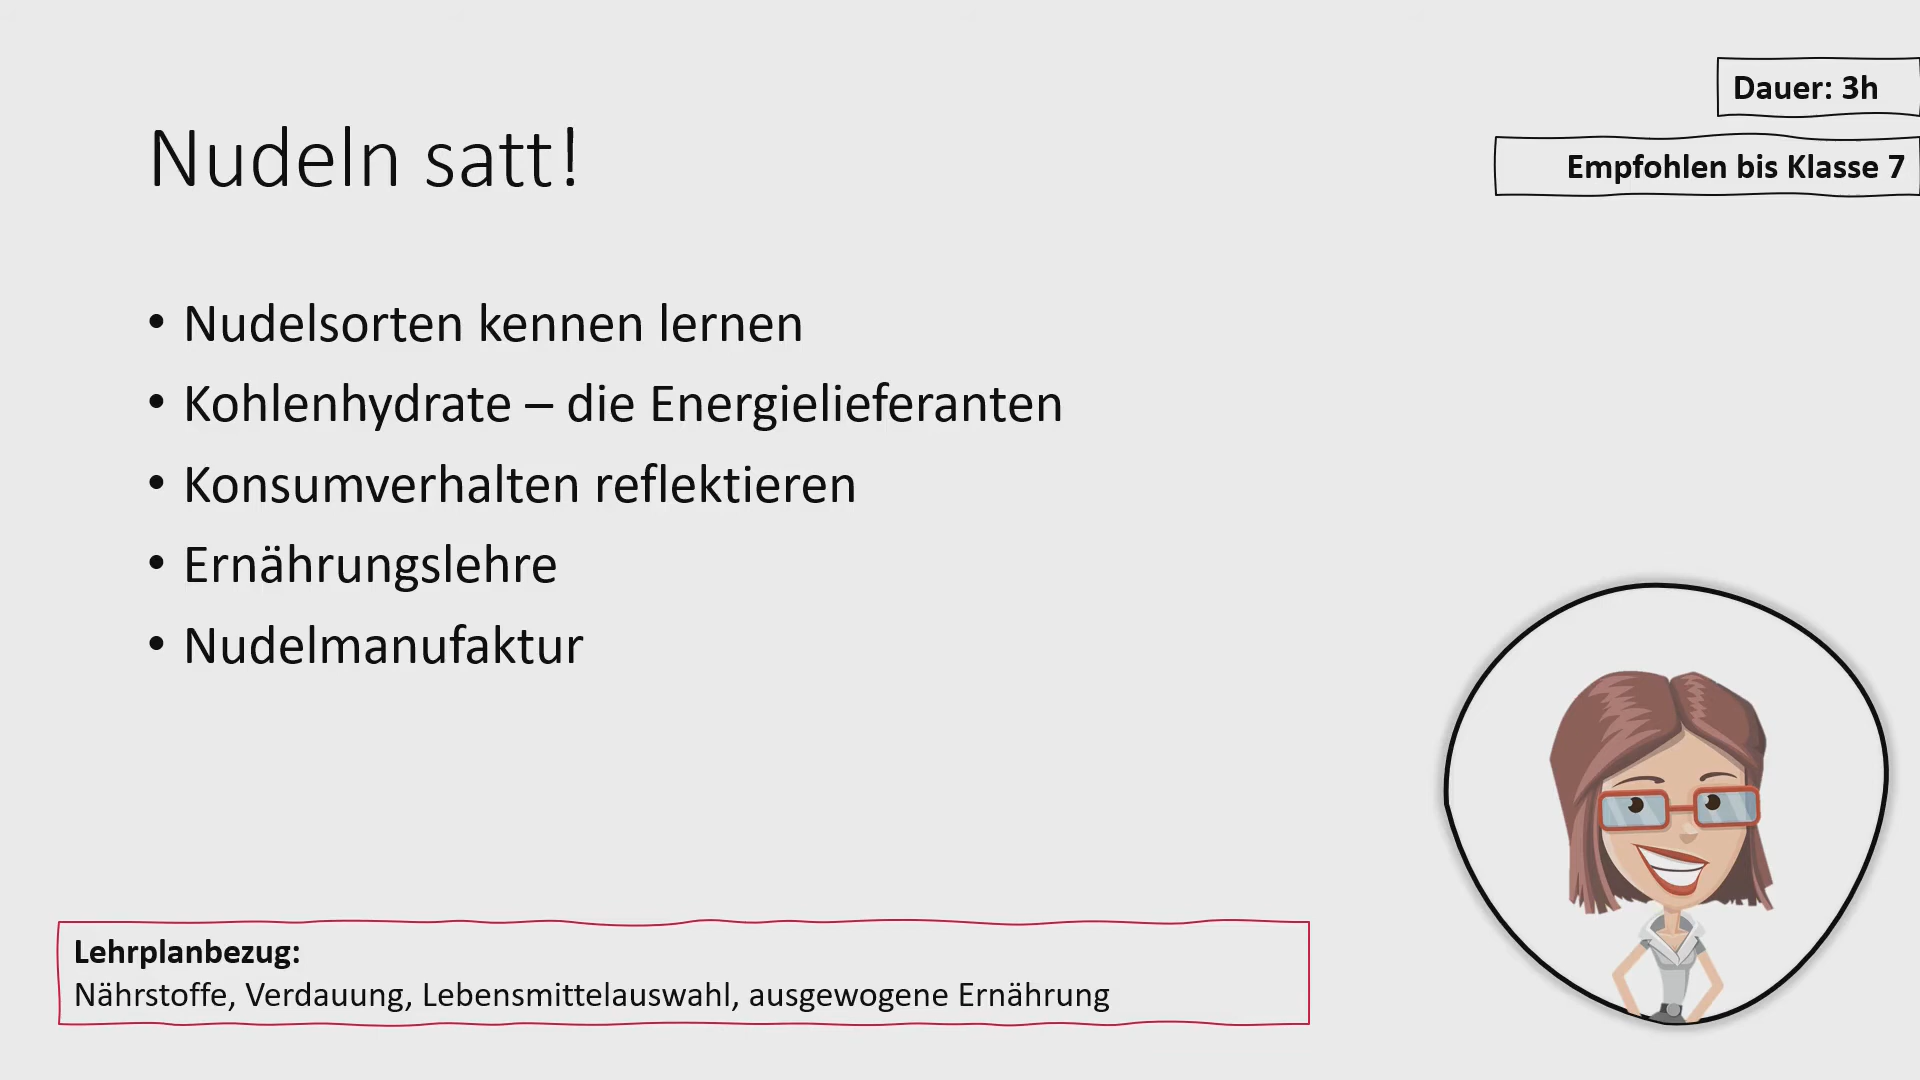 Dauer: 3h
Empfohlen bis Klasse 7
Nudeln satt!
• Nudelsorten kennen lernen
• Kohlenhydrate – die Energielieferanten
• Konsumverhalten reflektieren
• Ernährungslehre
• Nudelmanufaktur
Lehrplanbezug:
Nährstoffe, Verdauung, Lebensmittelauswahl, ausgewogene Ernährung